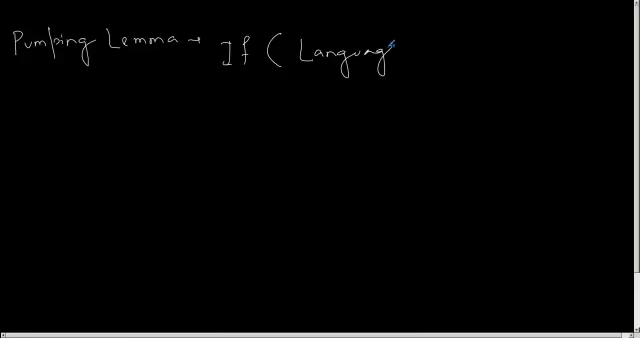 Pumping Lemma → If ( Languag